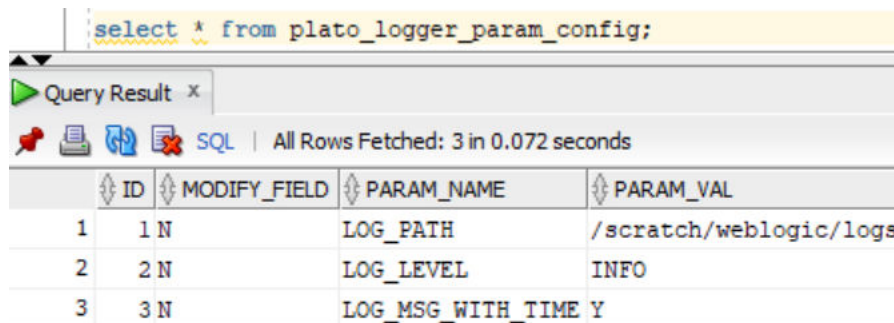 select * from plato_logger_param_config;
Query Result x
SQL | All Rows Fetched: 3 in 0.072 seconds
ID MODIFY_FIELD PARAM_NAME PARAM_VAL
1 1 N LOG_PATH /scratch/weblogic/logs
2 2 N LOG_LEVEL INFO
3 3 N LOG_MSG_WITH_TIME Y